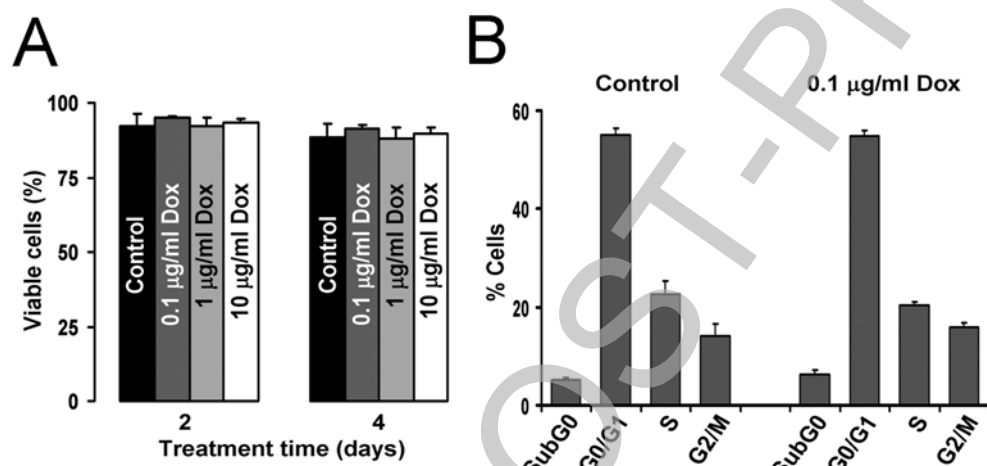 A
Viable cells (%)
100
75
50
25
0
Control
0.1 µg/ml Dox
1 µg/ml Dox
10 µg/ml Dox
Control
0.1 µg/ml Dox
1 µg/ml Dox
10 µg/ml Dox
2
4
Treatment time (days)
B
Control
0.1 µg/ml Dox
% Cells
60
40
20
0
SubG0
G0/G1
S
G2/M
SubG0
G0/G1
S
G2/M
OST-PR